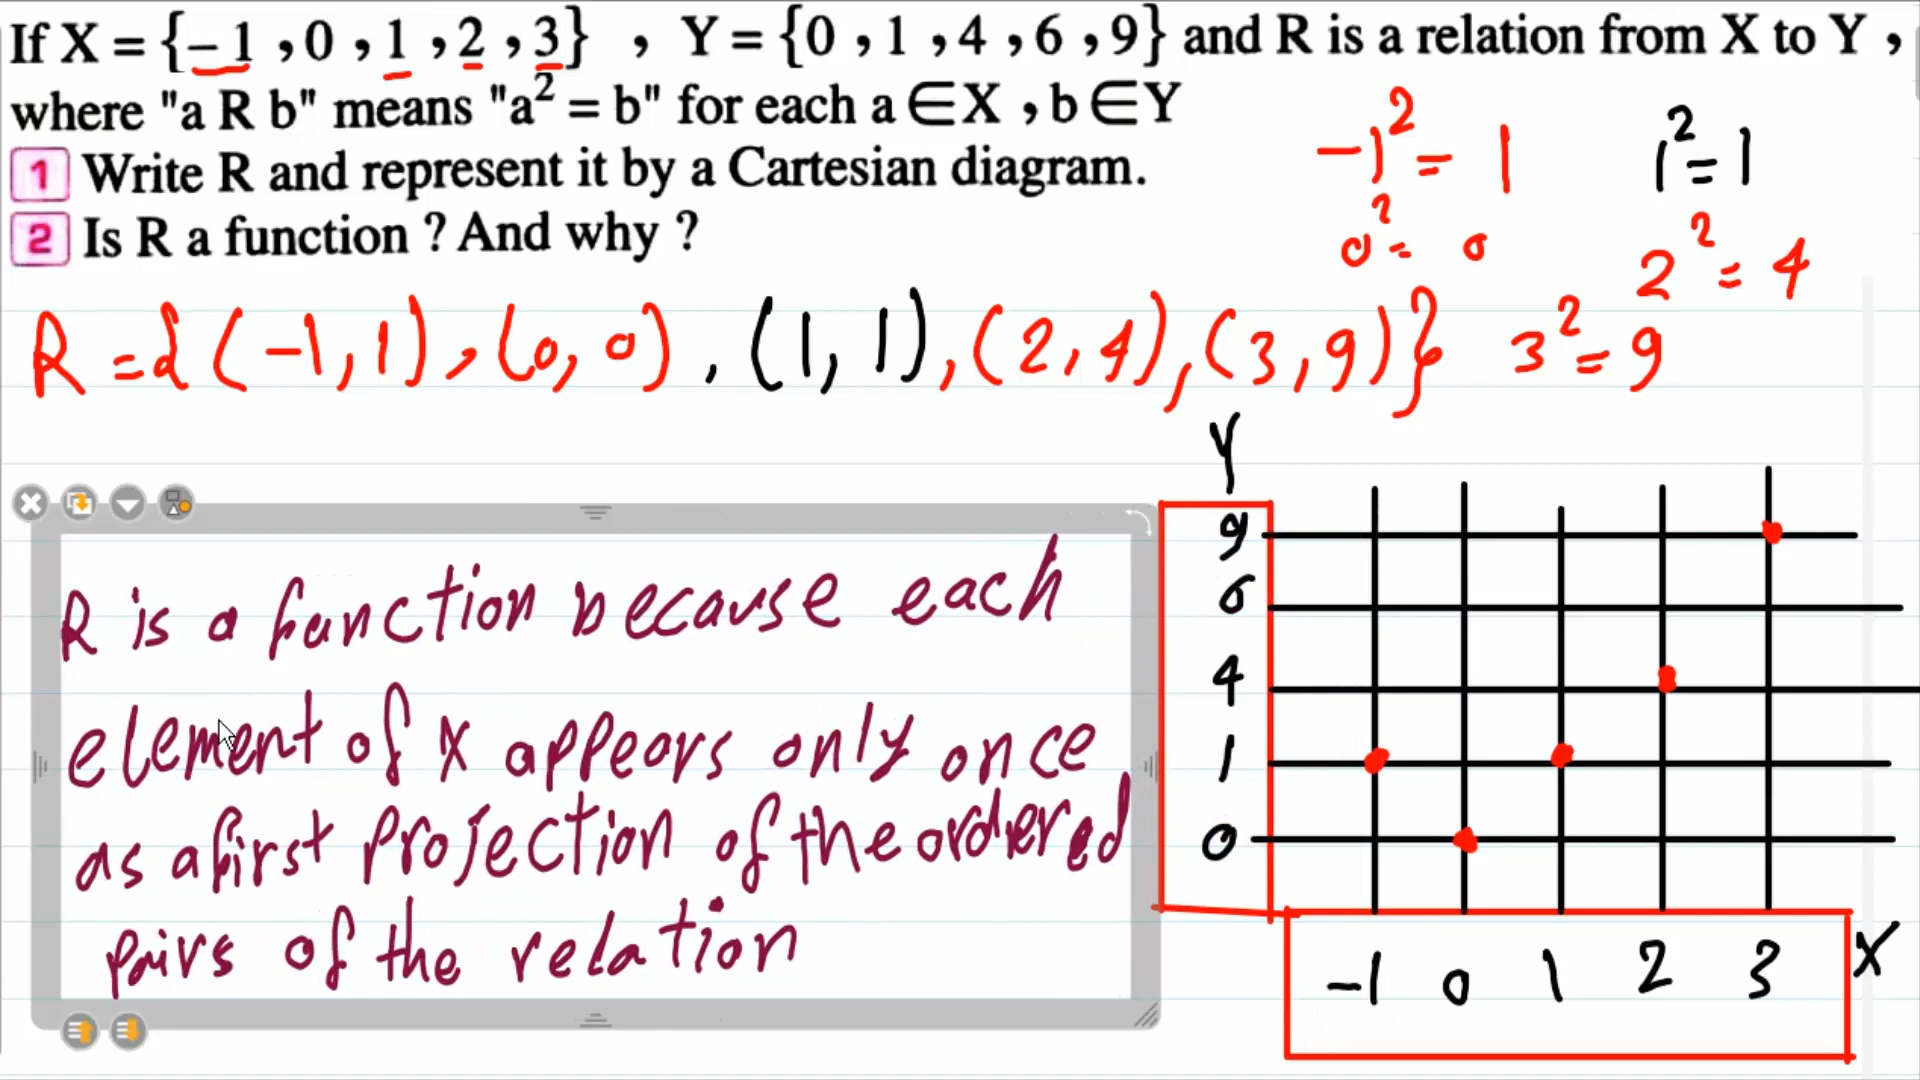 If X = {−1 , 0 , 1 , 2 , 3} , Y = {0 , 1 , 4 , 6 , 9} and R is a relation from X to Y ,
where "a R b" means "a² = b" for each a ∈ X , b ∈ Y
1 Write R and represent it by a Cartesian diagram.
2 Is R a function ? And why ?
−1² = 1
1² = 1
0² = 0
2² = 4
R = { (−1, 1), (0, 0), (1, 1), (2, 4), (3, 9) }
3² = 9
R is a function because each
element of X appears only once
as a first projection of the ordered
pairs of the relation
Y
9
6
4
1
0
−1 0 1 2 3 X